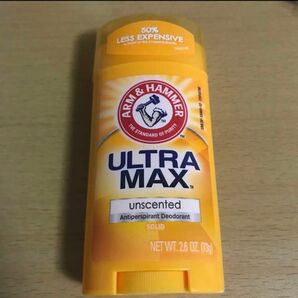 50%
LESS EXPENSIVE
ARM & HAMMER
THE STANDARD OF PURITY
ULTRA
MAX
unscented
Antiperspirant Deodorant
SOLID
NET WT. 2.6 OZ. (73g)